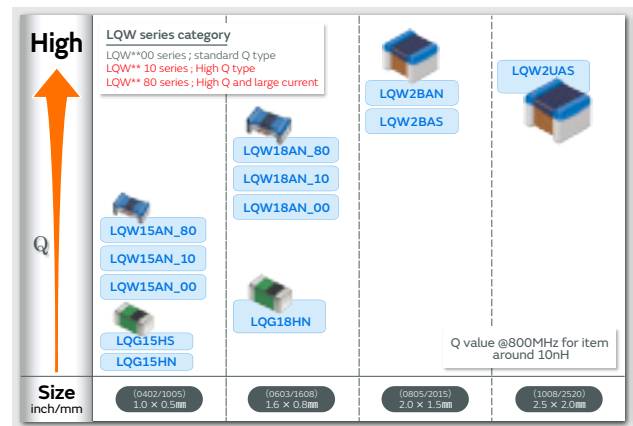 High
LQW series category
LQW**00 series ; standard Q type
LQW** 10 series ; High Q type
LQW** 80 series ; High Q and large current
LQW2BAN
LQW2BAS
LQW2UAS
LQW18AN_80
LQW18AN_10
LQW18AN_00
LQW15AN_80
LQW15AN_10
LQW15AN_00
Q
LQG18HN
LQG15HS
LQG15HN
Q value @800MHz for item
around 10nH
Size
inch/mm
(0402/1005)
1.0 × 0.5㎜
(0603/1608)
1.6 × 0.8㎜
(0805/2015)
2.0 × 1.5㎜
(1008/2520)
2.5 × 2.0㎜